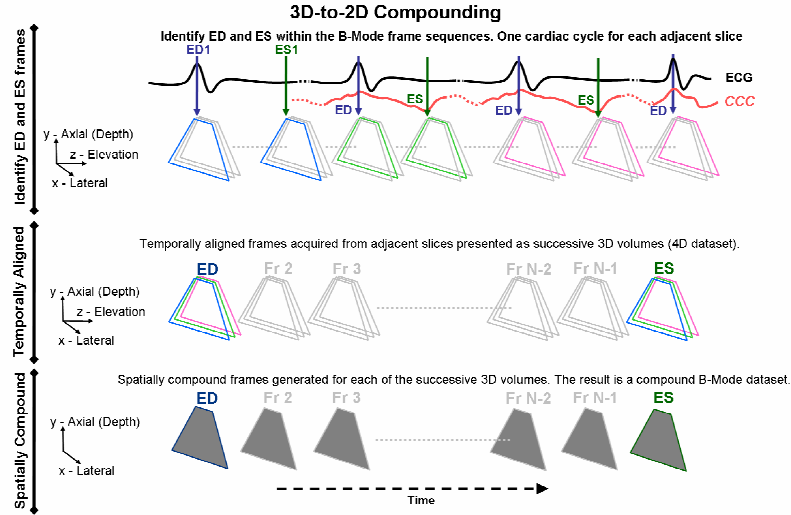 3D-to-2D Compounding
Identify ED and ES within the B-Mode frame sequences. One cardiac cycle for each adjacent slice
ED1 ES1
ECG
CCC
ED ES ED ES ED
Identify ED and ES frames
y - Axial (Depth)
z - Elevation
x - Lateral
Temporally aligned frames acquired from adjacent slices presented as successive 3D volumes (4D dataset).
Temporally Aligned
ED Fr 2 Fr 3 Fr N-2 Fr N-1 ES
y - Axial (Depth)
z - Elevation
x - Lateral
Spatially compound frames generated for each of the successive 3D volumes. The result is a compound B-Mode dataset.
Spatially Compound
ED Fr 2 Fr 3 Fr N-2 Fr N-1 ES
y - Axial (Depth)
x - Lateral
Time